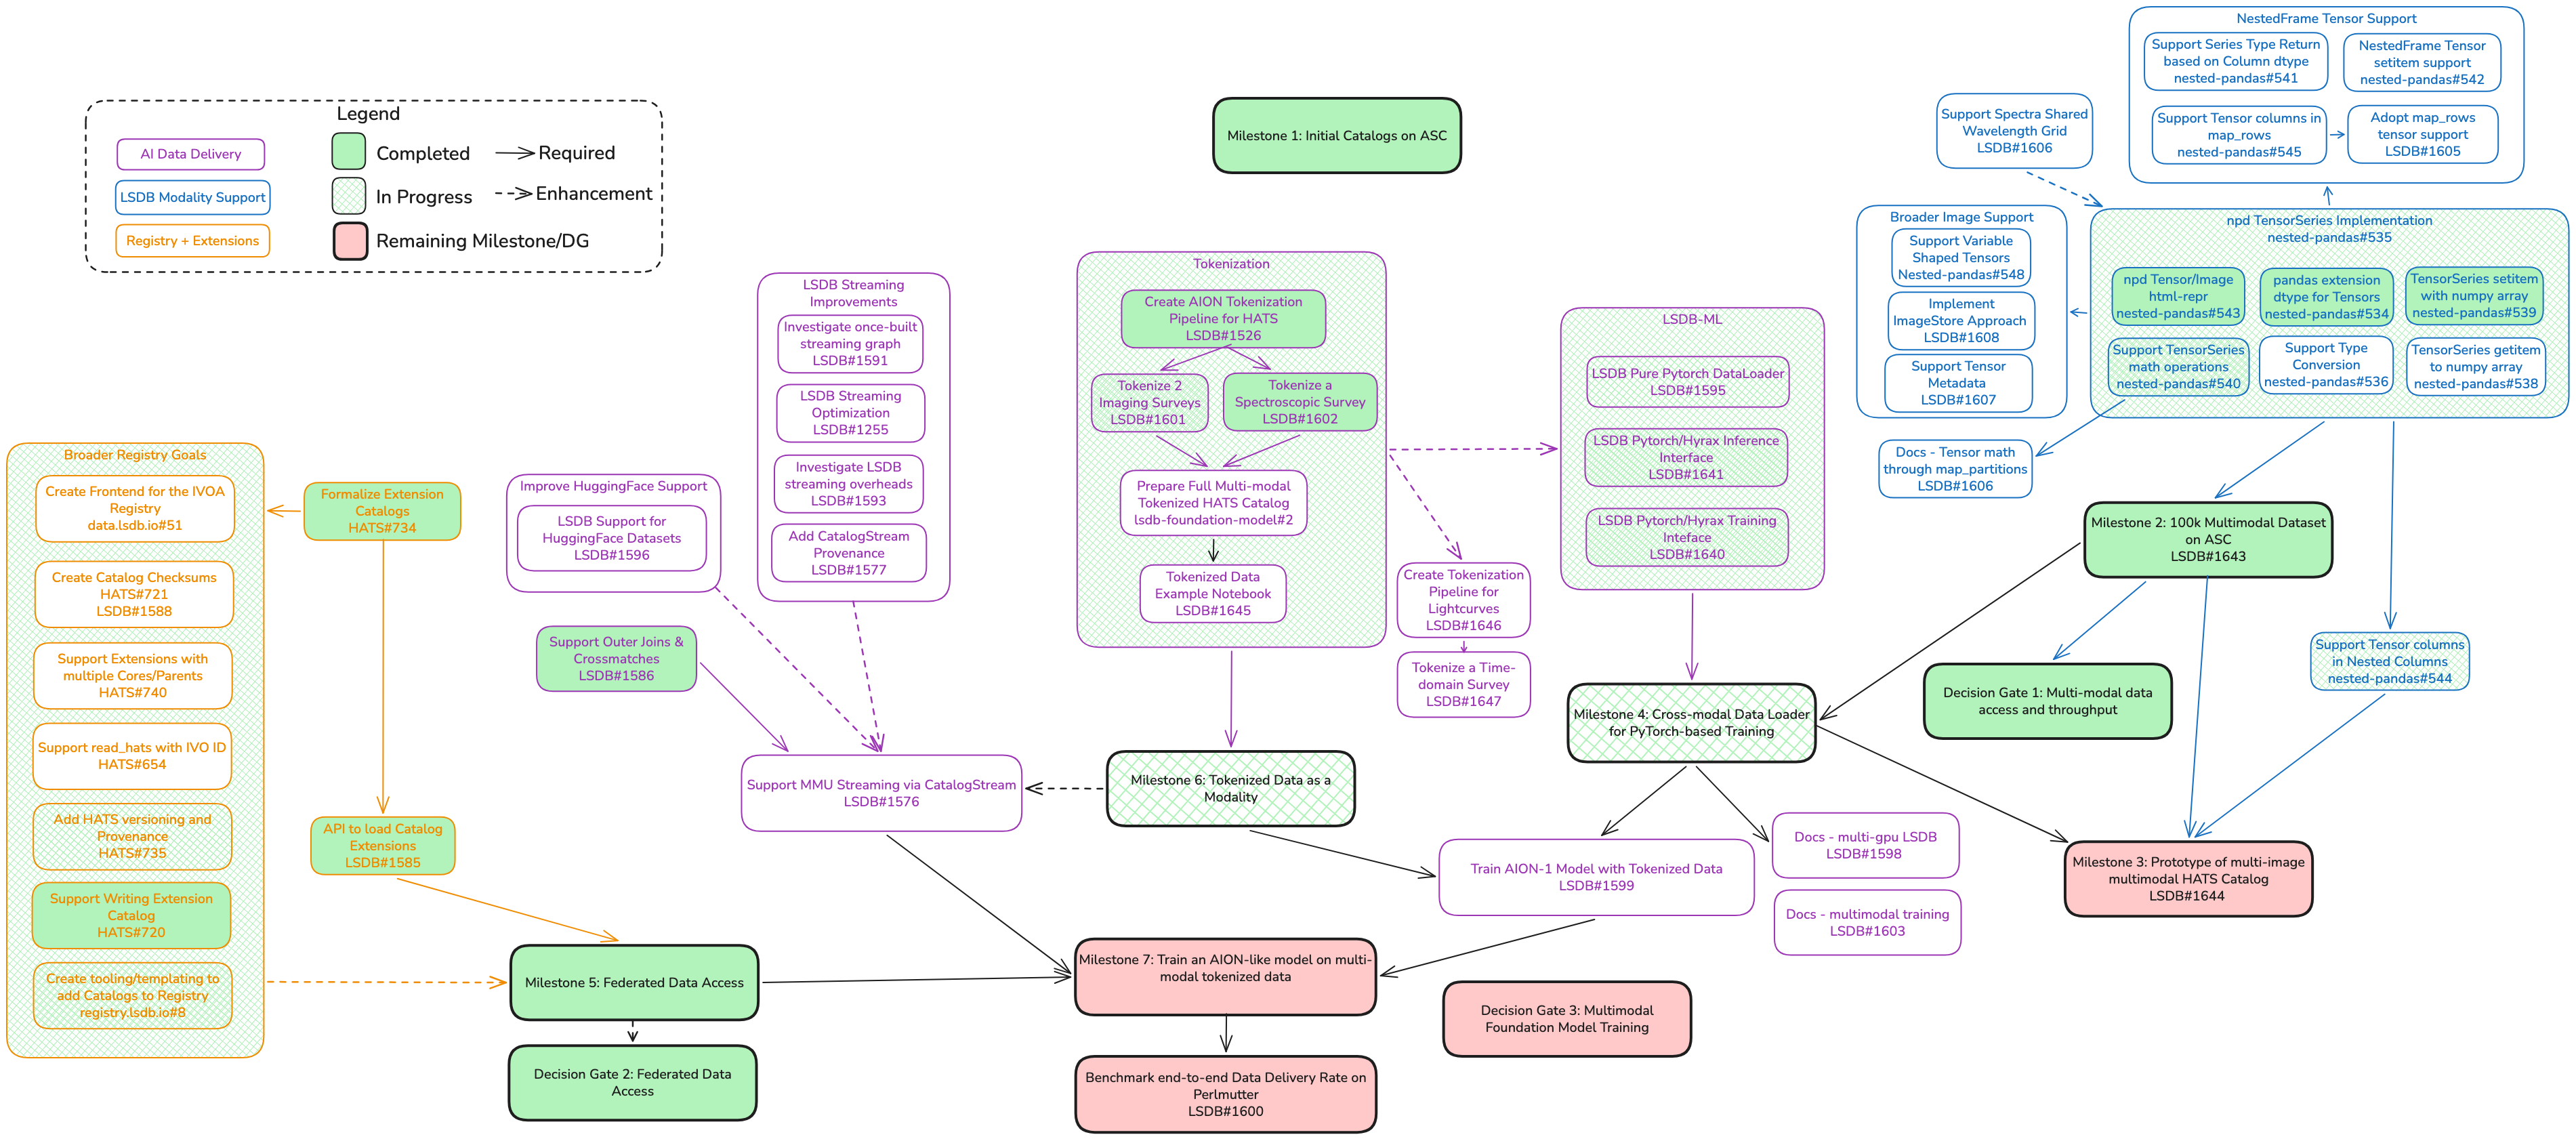 Legend
AI Data Delivery
LSDB Modality Support
Registry + Extensions
Completed
In Progress
Remaining Milestone/DG
Required
Enhancement
Milestone 1: Initial Catalogs on ASC
NestedFrame Tensor Support
Support Series Type Return
based on Column dtype
nested-pandas#541
NestedFrame Tensor
setitem support
nested-pandas#542
Support Tensor columns in
map_rows
nested-pandas#545
Adopt map_rows
tensor support
LSDB#1605
Support Spectra Shared
Wavelength Grid
LSDB#1606
Broader Image Support
Support Variable
Shaped Tensors
Nested-pandas#548
Implement
ImageStore Approach
LSDB#1608
Support Tensor
Metadata
LSDB#1607
npd TensorSeries Implementation
nested-pandas#535
npd Tensor/Image
html-repr
nested-pandas#543
pandas extension
dtype for Tensors
nested-pandas#534
TensorSeries setitem
with numpy array
nested-pandas#539
Support TensorSeries
math operations
nested-pandas#540
Support Type
Conversion
nested-pandas#536
TensorSeries getitem
to numpy array
nested-pandas#538
Docs - Tensor math
through map_partitions
LSDB#1606
Milestone 2: 100k Multimodal Dataset
on ASC
LSDB#1643
Decision Gate 1: Multi-modal data
access and throughput
Support Tensor columns
in Nested Columns
nested-pandas#544
Milestone 3: Prototype of multi-image
multimodal HATS Catalog
LSDB#1644
LSDB Streaming
Improvements
Investigate once-built
streaming graph
LSDB#1591
LSDB Streaming
Optimization
LSDB#1255
Investigate LSDB
streaming overheads
LSDB#1593
Add CatalogStream
Provenance
LSDB#1577
Tokenization
Create AION Tokenization
Pipeline for HATS
LSDB#1526
Tokenize 2
Imaging Surveys
LSDB#1601
Tokenize a
Spectroscopic Survey
LSDB#1602
Prepare Full Multi-modal
Tokenized HATS Catalog
lsdb-foundation-model#2
Tokenized Data
Example Notebook
LSDB#1645
LSDB-ML
LSDB Pure Pytorch DataLoader
LSDB#1595
LSDB Pytorch/Hyrax Inference
Interface
LSDB#1641
LSDB Pytorch/Hyrax Training
Inteface
LSDB#1640
Create Tokenization
Pipeline for
Lightcurves
LSDB#1646
Tokenize a Time-
domain Survey
LSDB#1647
Milestone 4: Cross-modal Data Loader
for PyTorch-based Training
Improve HuggingFace Support
LSDB Support for
HuggingFace Datasets
LSDB#1596
Support Outer Joins &
Crossmatches
LSDB#1586
Support MMU Streaming via CatalogStream
LSDB#1576
Milestone 6: Tokenized Data as a
Modality
Train AION-1 Model with Tokenized Data
LSDB#1599
Docs - multi-gpu LSDB
LSDB#1598
Docs - multimodal training
LSDB#1603
Broader Registry Goals
Create Frontend for the IVOA
Registry
data.lsdb.io#51
Create Catalog Checksums
HATS#721
LSDB#1588
Support Extensions with
multiple Cores/Parents
HATS#740
Support read_hats with IVO ID
HATS#654
Add HATS versioning and
Provenance
HATS#735
Support Writing Extension
Catalog
HATS#720
Create tooling/templating to
add Catalogs to Registry
registry.lsdb.io#8
Formalize Extension
Catalogs
HATS#734
API to load Catalog
Extensions
LSDB#1585
Milestone 5: Federated Data Access
Decision Gate 2: Federated Data
Access
Milestone 7: Train an AION-like model on multi-
modal tokenized data
Decision Gate 3: Multimodal
Foundation Model Training
Benchmark end-to-end Data Delivery Rate on
Perlmutter
LSDB#1600